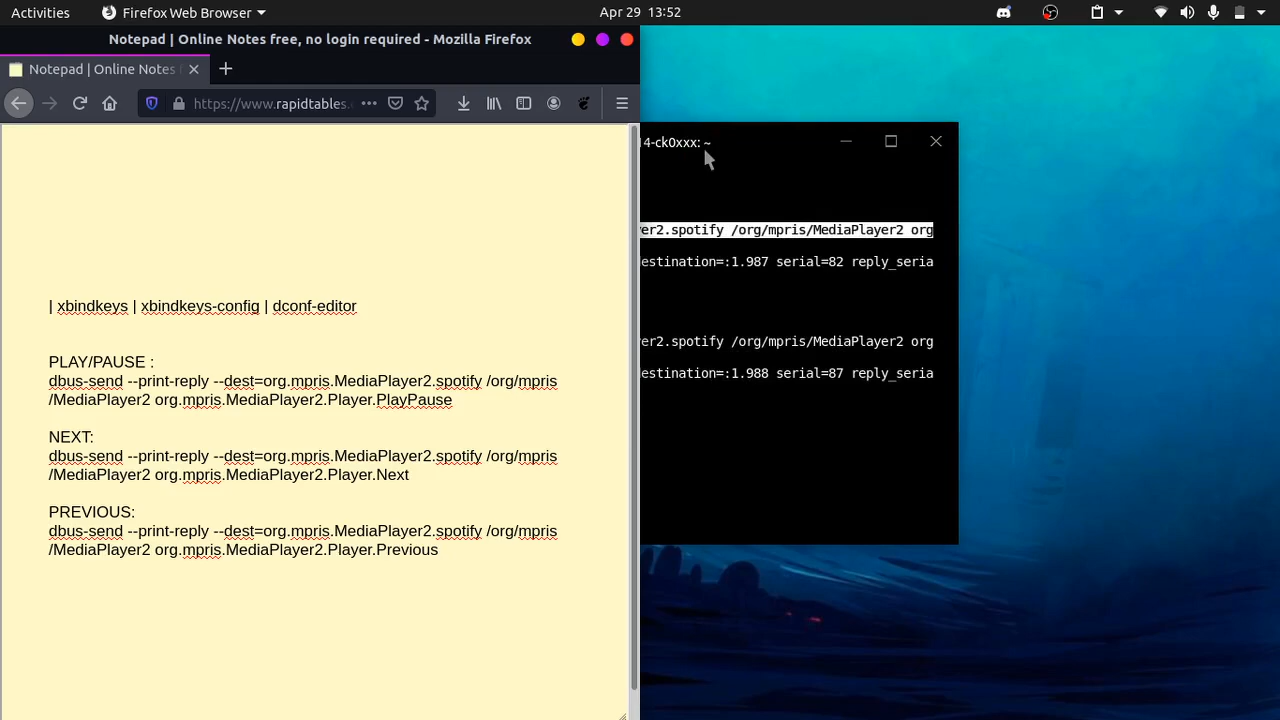 Activities
Firefox Web Browser
Apr 29 13:52
Notepad | Online Notes free, no login required - Mozilla Firefox
Notepad | Online Notes
https://www.rapidtables.
| xbindkeys | xbindkeys-config | dconf-editor
PLAY/PAUSE :
dbus-send --print-reply --dest=org.mpris.MediaPlayer2.spotify /org/mpris
/MediaPlayer2 org.mpris.MediaPlayer2.Player.PlayPause
NEXT:
dbus-send --print-reply --dest=org.mpris.MediaPlayer2.spotify /org/mpris
/MediaPlayer2 org.mpris.MediaPlayer2.Player.Next
PREVIOUS:
dbus-send --print-reply --dest=org.mpris.MediaPlayer2.spotify /org/mpris
/MediaPlayer2 org.mpris.MediaPlayer2.Player.Previous
14-ck0xxx: ~
er2.spotify /org/mpris/MediaPlayer2 org
estination=:1.987 serial=82 reply_seria
er2.spotify /org/mpris/MediaPlayer2 org
estination=:1.988 serial=87 reply_seria